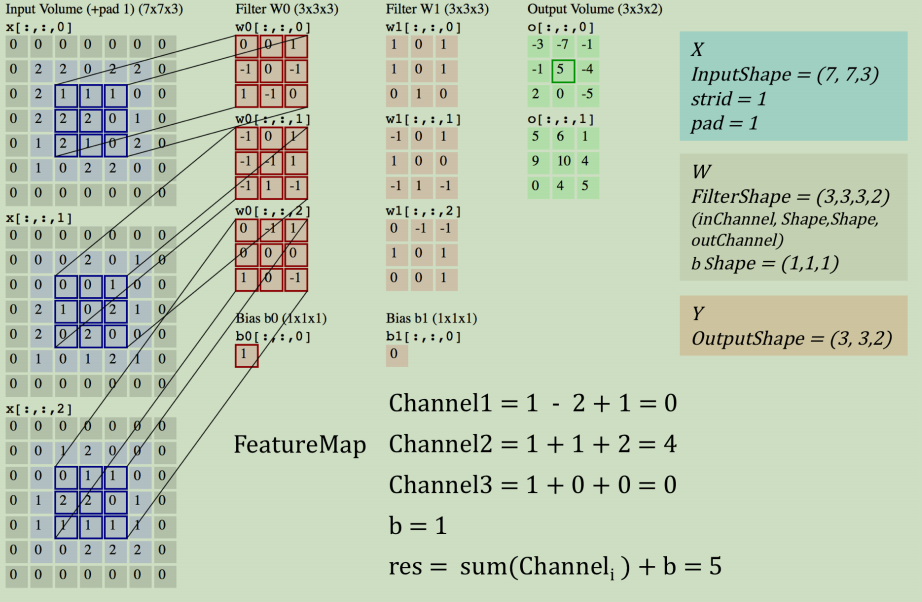 Input Volume (+pad 1) (7x7x3)
x[:,:,0]
0 0 0 0 0 0 0
0 2 2 0 2 2 0
0 2 1 1 1 0 0
0 2 2 2 0 1 0
0 1 2 1 0 2 0
0 1 0 2 2 0 0
0 0 0 0 0 0 0
x[:,:,1]
0 0 0 0 0 0 0
0 0 0 2 0 1 0
0 0 0 0 1 0 0
0 2 1 0 2 1 0
0 2 0 2 0 0 0
0 1 0 1 2 1 0
0 0 0 0 0 0 0
x[:,:,2]
0 0 0 0 0 0 0
0 0 1 2 0 0 0
0 0 0 1 1 0 0
0 1 2 2 0 1 0
0 1 1 1 1 1 0
0 0 0 2 2 2 0
0 0 0 0 0 0 0
Filter W0 (3x3x3)
w0[:,:,0]
0 0 1
-1 0 -1
1 -1 0
w0[:,:,1]
-1 0 1
-1 -1 1
-1 1 -1
w0[:,:,2]
0 -1 1
0 0 0
1 0 -1
Bias b0 (1x1x1)
b0[:,:,0]
1
Filter W1 (3x3x3)
w1[:,:,0]
1 0 1
1 0 1
0 1 0
w1[:,:,1]
-1 0 1
1 0 0
-1 1 -1
w1[:,:,2]
0 -1 -1
1 0 1
0 0 1
Bias b1 (1x1x1)
b1[:,:,0]
0
Output Volume (3x3x2)
o[:,:,0]
-3 -7 -1
-1 5 -4
2 0 -5
o[:,:,1]
5 6 1
9 10 4
0 4 5
X
InputShape = (7, 7,3)
strid = 1
pad = 1
W
FilterShape = (3,3,3,2)
(inChannel, Shape,Shape,
outChannel)
b Shape = (1,1,1)
Y
OutputShape = (3, 3,2)
FeatureMap
Channel1 = 1 - 2 + 1 = 0
Channel2 = 1 + 1 + 2 = 4
Channel3 = 1 + 0 + 0 = 0
b = 1
res = sum(Channelᵢ) + b = 5